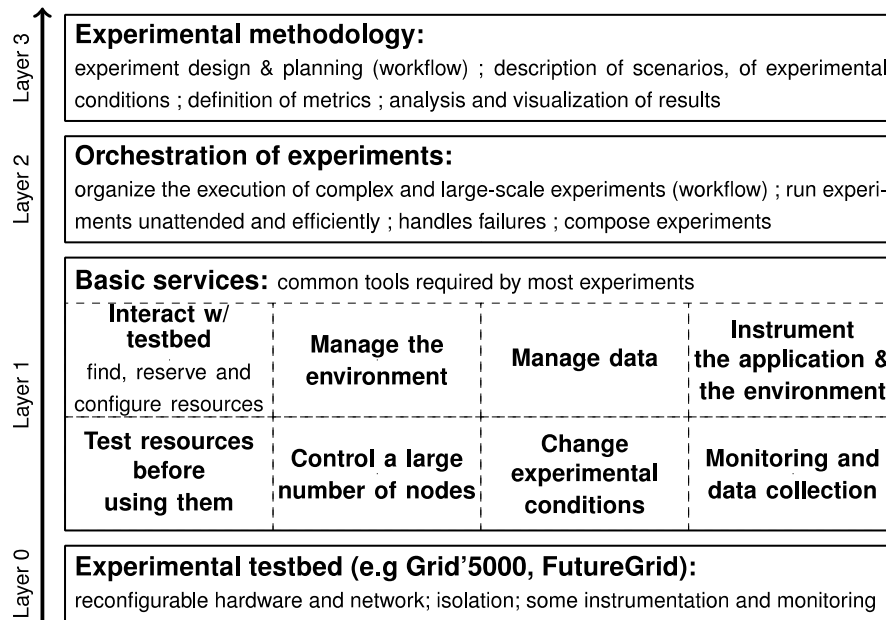 Layer 3
Experimental methodology:
experiment design & planning (workflow) ; description of scenarios, of experimental
conditions ; definition of metrics ; analysis and visualization of results
Layer 2
Orchestration of experiments:
organize the execution of complex and large-scale experiments (workflow) ; run experi-
ments unattended and efficiently ; handles failures ; compose experiments
Layer 1
Basic services: common tools required by most experiments
Interact w/
testbed
find, reserve and
configure resources
Manage the
environment
Manage data
Instrument
the application &
the environment
Test resources
before
using them
Control a large
number of nodes
Change
experimental
conditions
Monitoring and
data collection
Layer 0
Experimental testbed (e.g Grid'5000, FutureGrid):
reconfigurable hardware and network; isolation; some instrumentation and monitoring